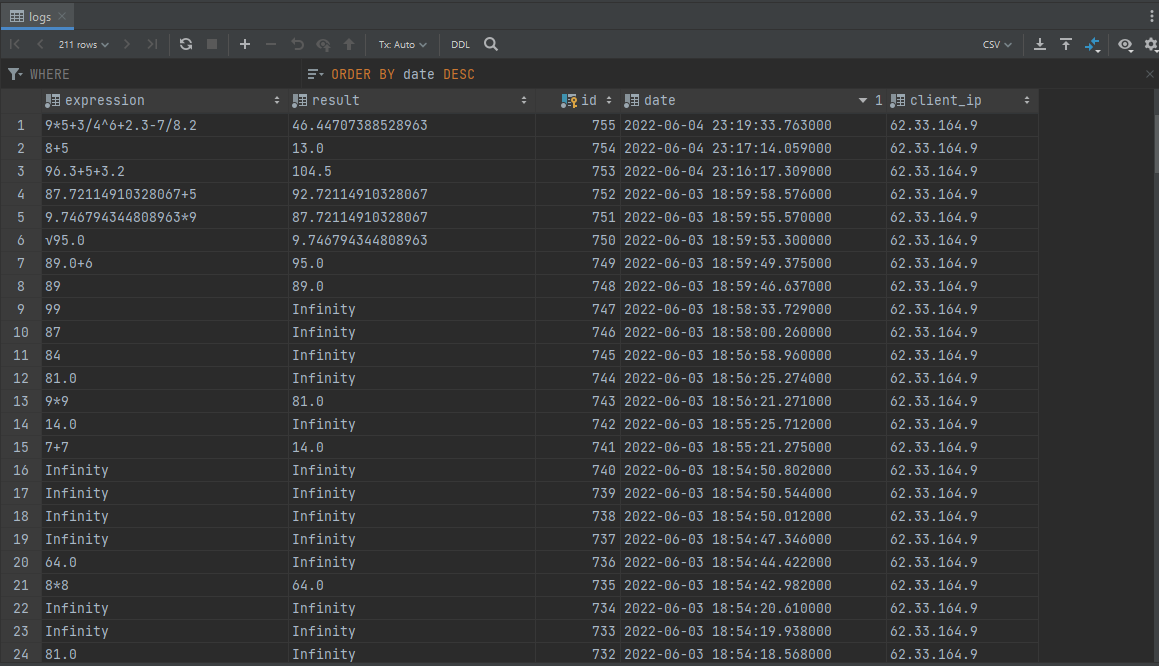 logs
211 rows Tx: Auto DDL CSV
WHERE ORDER BY date DESC
expression result id date 1 client_ip
1 9*5+3/4^6+2.3-7/8.2 46.44707388528963 755 2022-06-04 23:19:33.763000 62.33.164.9
2 8+5 13.0 754 2022-06-04 23:17:14.059000 62.33.164.9
3 96.3+5+3.2 104.5 753 2022-06-04 23:16:17.309000 62.33.164.9
4 87.72114910328067+5 92.72114910328067 752 2022-06-03 18:59:58.576000 62.33.164.9
5 9.746794344808963*9 87.72114910328067 751 2022-06-03 18:59:55.570000 62.33.164.9
6 √95.0 9.746794344808963 750 2022-06-03 18:59:53.300000 62.33.164.9
7 89.0+6 95.0 749 2022-06-03 18:59:49.375000 62.33.164.9
8 89 89.0 748 2022-06-03 18:59:46.637000 62.33.164.9
9 99 Infinity 747 2022-06-03 18:58:33.729000 62.33.164.9
10 87 Infinity 746 2022-06-03 18:58:00.260000 62.33.164.9
11 84 Infinity 745 2022-06-03 18:56:58.960000 62.33.164.9
12 81.0 Infinity 744 2022-06-03 18:56:25.274000 62.33.164.9
13 9*9 81.0 743 2022-06-03 18:56:21.271000 62.33.164.9
14 14.0 Infinity 742 2022-06-03 18:55:25.712000 62.33.164.9
15 7+7 14.0 741 2022-06-03 18:55:21.275000 62.33.164.9
16 Infinity Infinity 740 2022-06-03 18:54:50.802000 62.33.164.9
17 Infinity Infinity 739 2022-06-03 18:54:50.544000 62.33.164.9
18 Infinity Infinity 738 2022-06-03 18:54:50.012000 62.33.164.9
19 Infinity Infinity 737 2022-06-03 18:54:47.346000 62.33.164.9
20 64.0 Infinity 736 2022-06-03 18:54:44.422000 62.33.164.9
21 8*8 64.0 735 2022-06-03 18:54:42.982000 62.33.164.9
22 Infinity Infinity 734 2022-06-03 18:54:20.610000 62.33.164.9
23 Infinity Infinity 733 2022-06-03 18:54:19.938000 62.33.164.9
24 81.0 Infinity 732 2022-06-03 18:54:18.568000 62.33.164.9